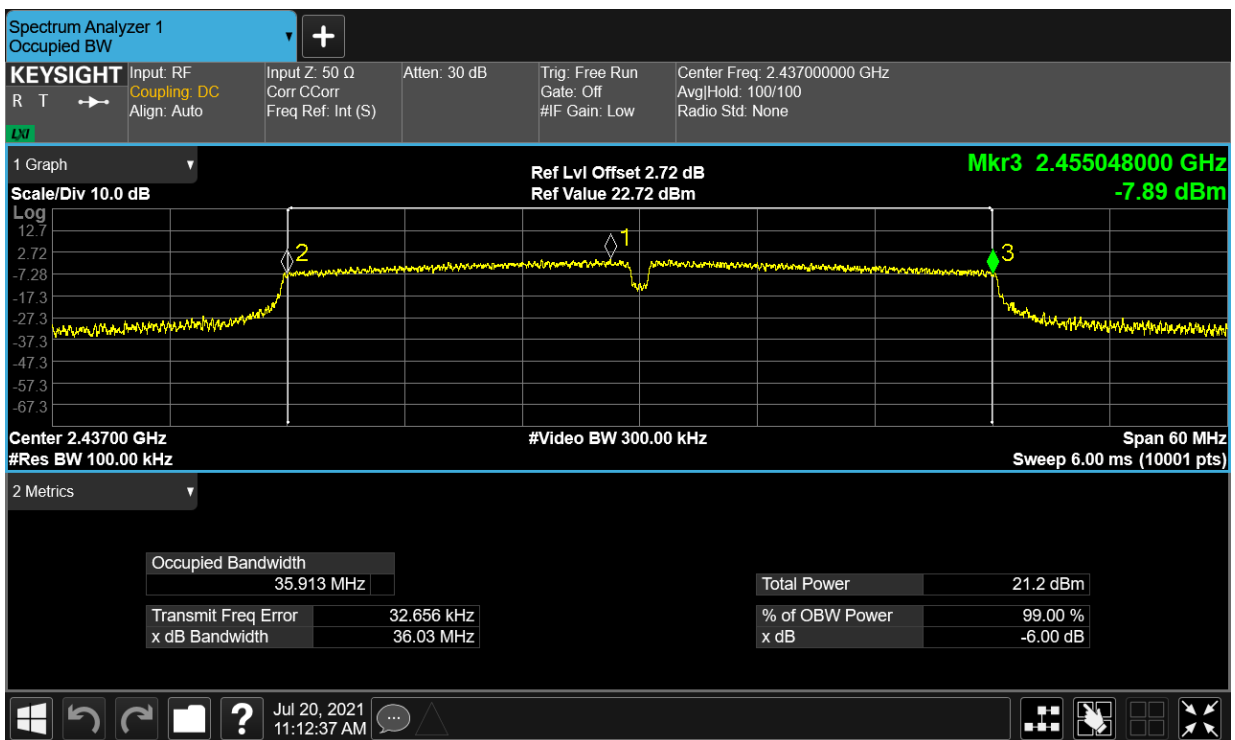 Spectrum Analyzer 1
Occupied BW
+
KEYSIGHT
R T
LXI
Input: RF
Coupling: DC
Align: Auto
Input Z: 50 Ω
Corr CCorr
Freq Ref: Int (S)
Atten: 30 dB
Trig: Free Run
Gate: Off
#IF Gain: Low
Center Freq: 2.437000000 GHz
Avg|Hold: 100/100
Radio Std: None
1 Graph
Scale/Div 10.0 dB
Ref Lvl Offset 2.72 dB
Ref Value 22.72 dBm
Mkr3 2.455048000 GHz
-7.89 dBm
Log
12.7
2.72
-7.28
-17.3
-27.3
-37.3
-47.3
-57.3
-67.3
2
1
3
Center 2.43700 GHz
#Res BW 100.00 kHz
#Video BW 300.00 kHz
Span 60 MHz
Sweep 6.00 ms (10001 pts)
2 Metrics
Occupied Bandwidth
35.913 MHz
Transmit Freq Error 32.656 kHz
x dB Bandwidth 36.03 MHz
Total Power 21.2 dBm
% of OBW Power 99.00 %
x dB -6.00 dB
?
Jul 20, 2021
11:12:37 AM